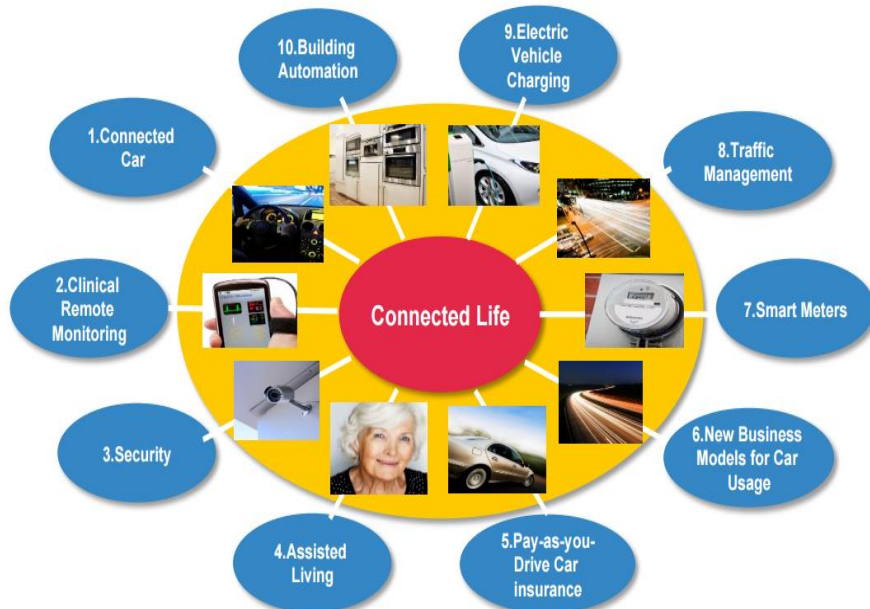 10.Building
Automation
9.Electric
Vehicle
Charging
1.Connected
Car
8.Traffic
Management
2.Clinical
Remote
Monitoring
Connected Life
7.Smart Meters
3.Security
6.New Business
Models for Car
Usage
4.Assisted
Living
5.Pay-as-you-
Drive Car
insurance